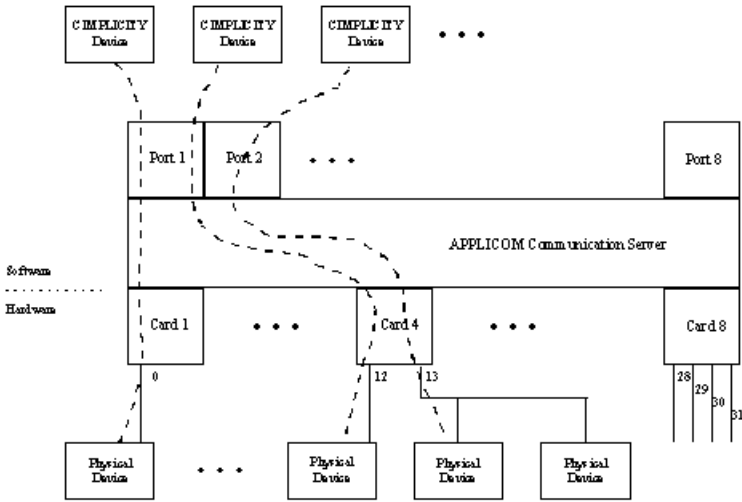 CIMPLICITY
Device
CIMPLICITY
Device
CIMPLICITY
Device
Port 1
Port 2
Port 8
APPLICOM Communication Server
Software
Hardware
Card 1
Card 4
Card 8
0
12
13
28
29
30
31
Physical
Device
Physical
Device
Physical
Device
Physical
Device